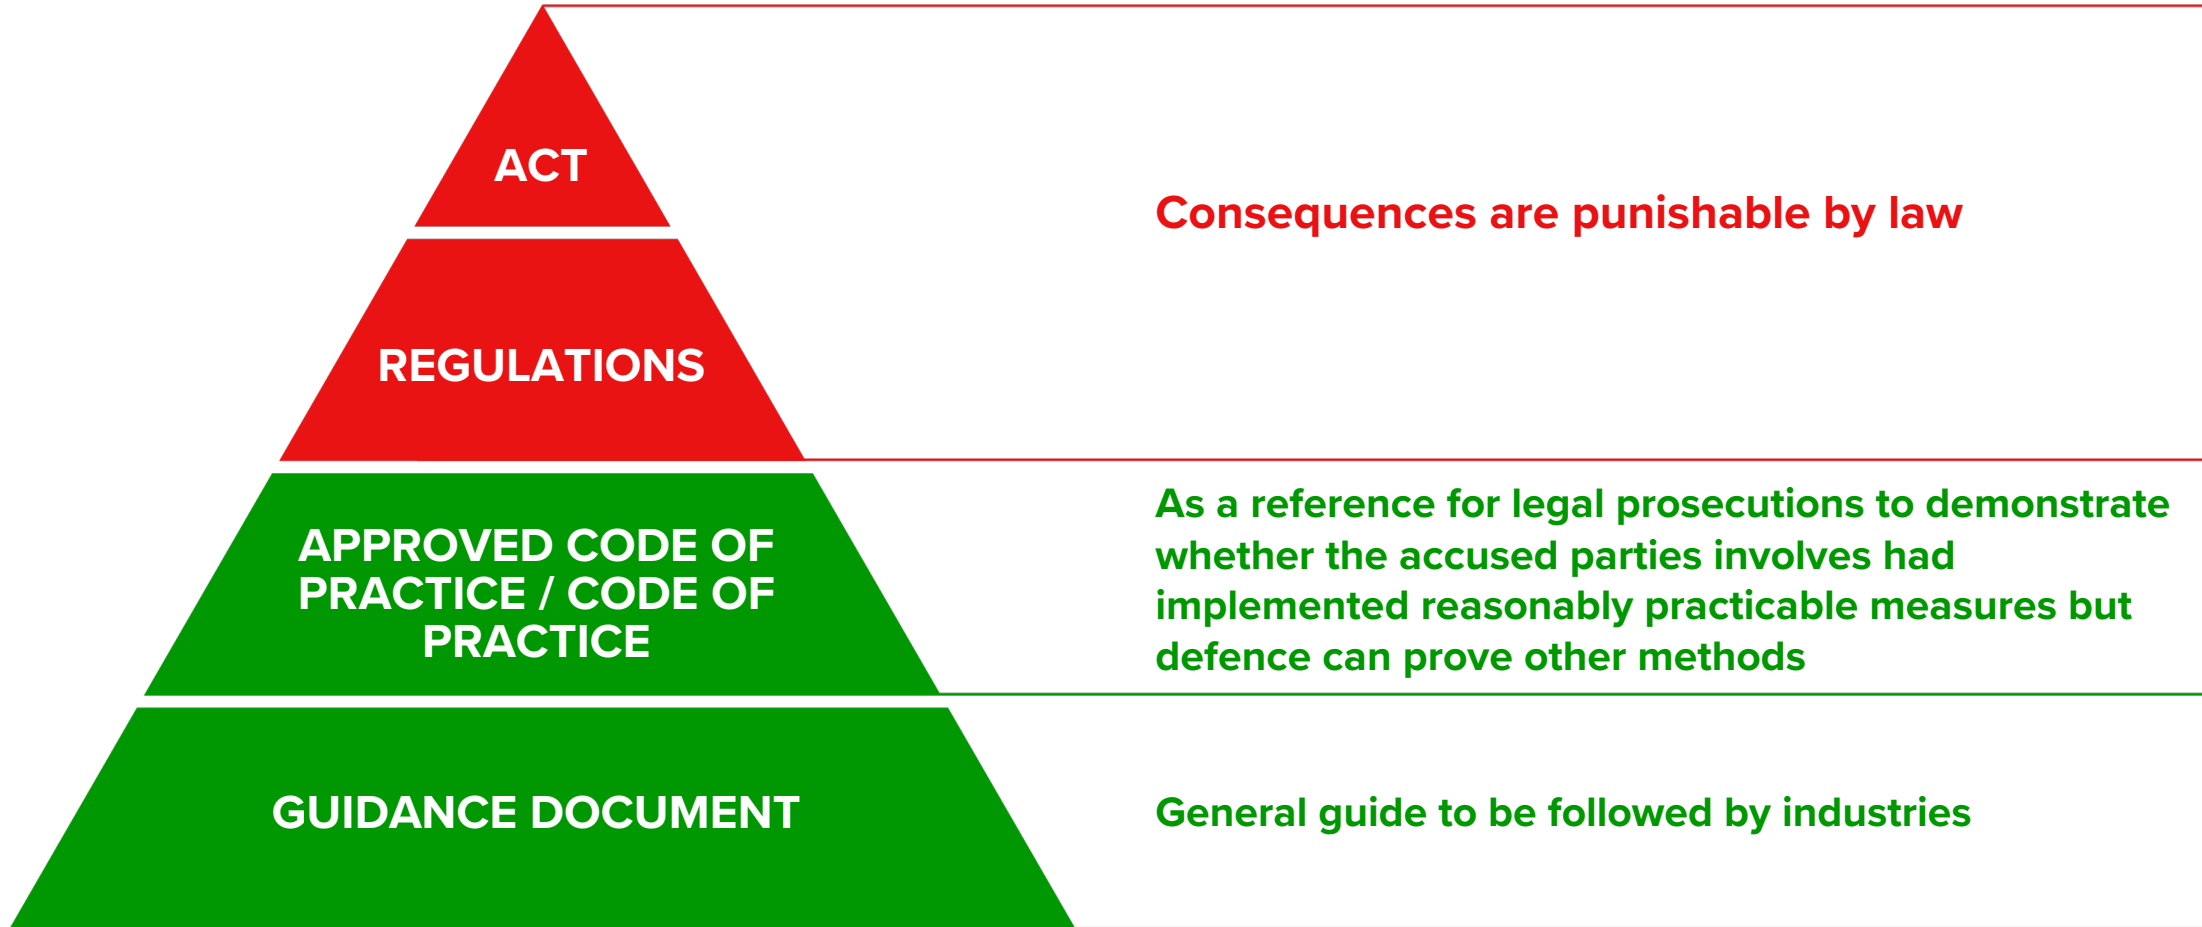 ACT
Consequences are punishable by law
REGULATIONS
APPROVED CODE OF
PRACTICE / CODE OF
PRACTICE
As a reference for legal prosecutions to demonstrate
whether the accused parties involves had
implemented reasonably practicable measures but
defence can prove other methods
GUIDANCE DOCUMENT
General guide to be followed by industries